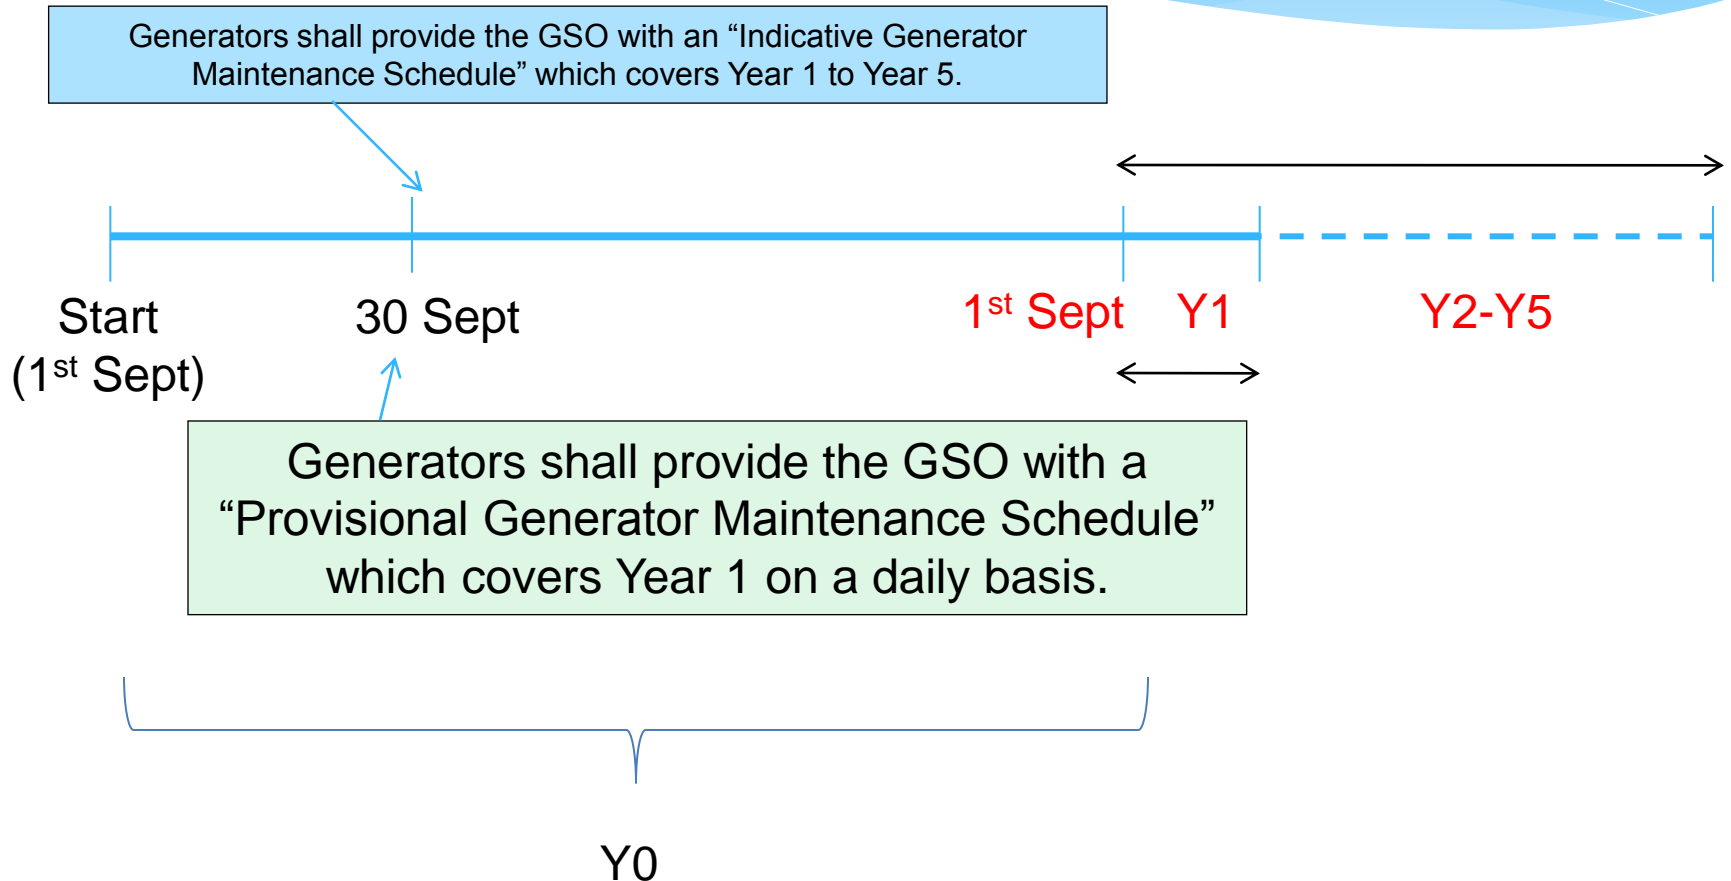 Generators shall provide the GSO with an “Indicative Generator
Maintenance Schedule” which covers Year 1 to Year 5.
Start
(1st Sept)
30 Sept
1st Sept
Y1
Y2-Y5
Generators shall provide the GSO with a
“Provisional Generator Maintenance Schedule”
which covers Year 1 on a daily basis.
Y0